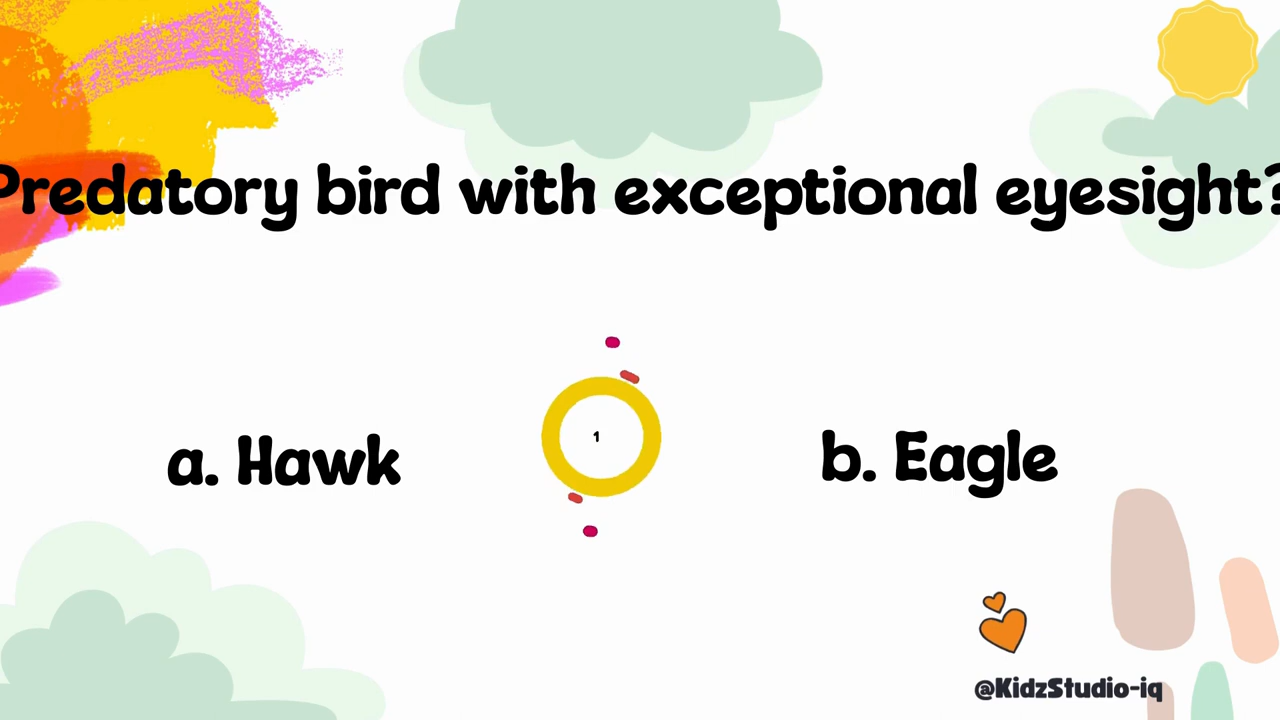 Predatory bird with exceptional eyesight?
1
a. Hawk
b. Eagle
@KidzStudio-iq